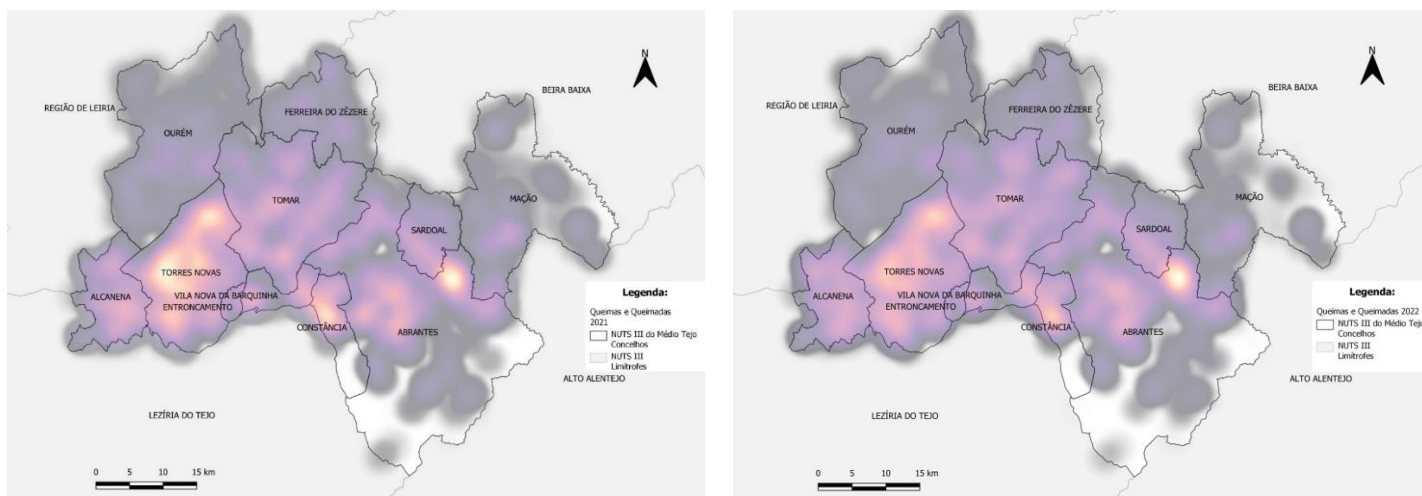 N
BEIRA BAIXA
REGIÃO DE LEIRIA
FERREIRA DO ZÊZERE
OURÉM
MAÇÃO
TOMAR
SARDOAL
TORRES NOVAS
ALCANENA
VILA NOVA DA BARQUINHA
ENTRONCAMENTO
CONSTÂNCIA
ABRANTES
LEZÍRIA DO TEJO
ALTO ALENTEJO
Legenda:
Queimas e Queimadas
2021
NUTS III do Médio Tejo
Concelhos
NUTS III
Limítrofes
0 5 10 15 km
N
BEIRA BAIXA
REGIÃO DE LEIRIA
FERREIRA DO ZÊZERE
OURÉM
MAÇÃO
TOMAR
SARDOAL
TORRES NOVAS
ALCANENA
VILA NOVA DA BARQUINHA
ENTRONCAMENTO
CONSTÂNCIA
ABRANTES
LEZÍRIA DO TEJO
ALTO ALENTEJO
Legenda:
Queimas e Queimadas 2022
NUTS III do Médio Tejo
Concelhos
NUTS III
Limítrofes
0 5 10 15 km